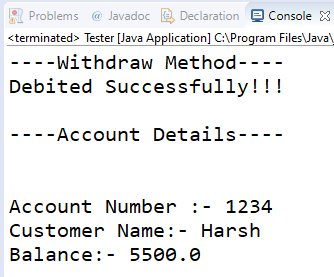 Problems @ Javadoc Declaration Console
<terminated> Tester [Java Application] C:\Program Files\Java\
----Withdraw Method----
Debited Successfully!!!
----Account Details----
Account Number :- 1234
Customer Name:- Harsh
Balance:- 5500.0